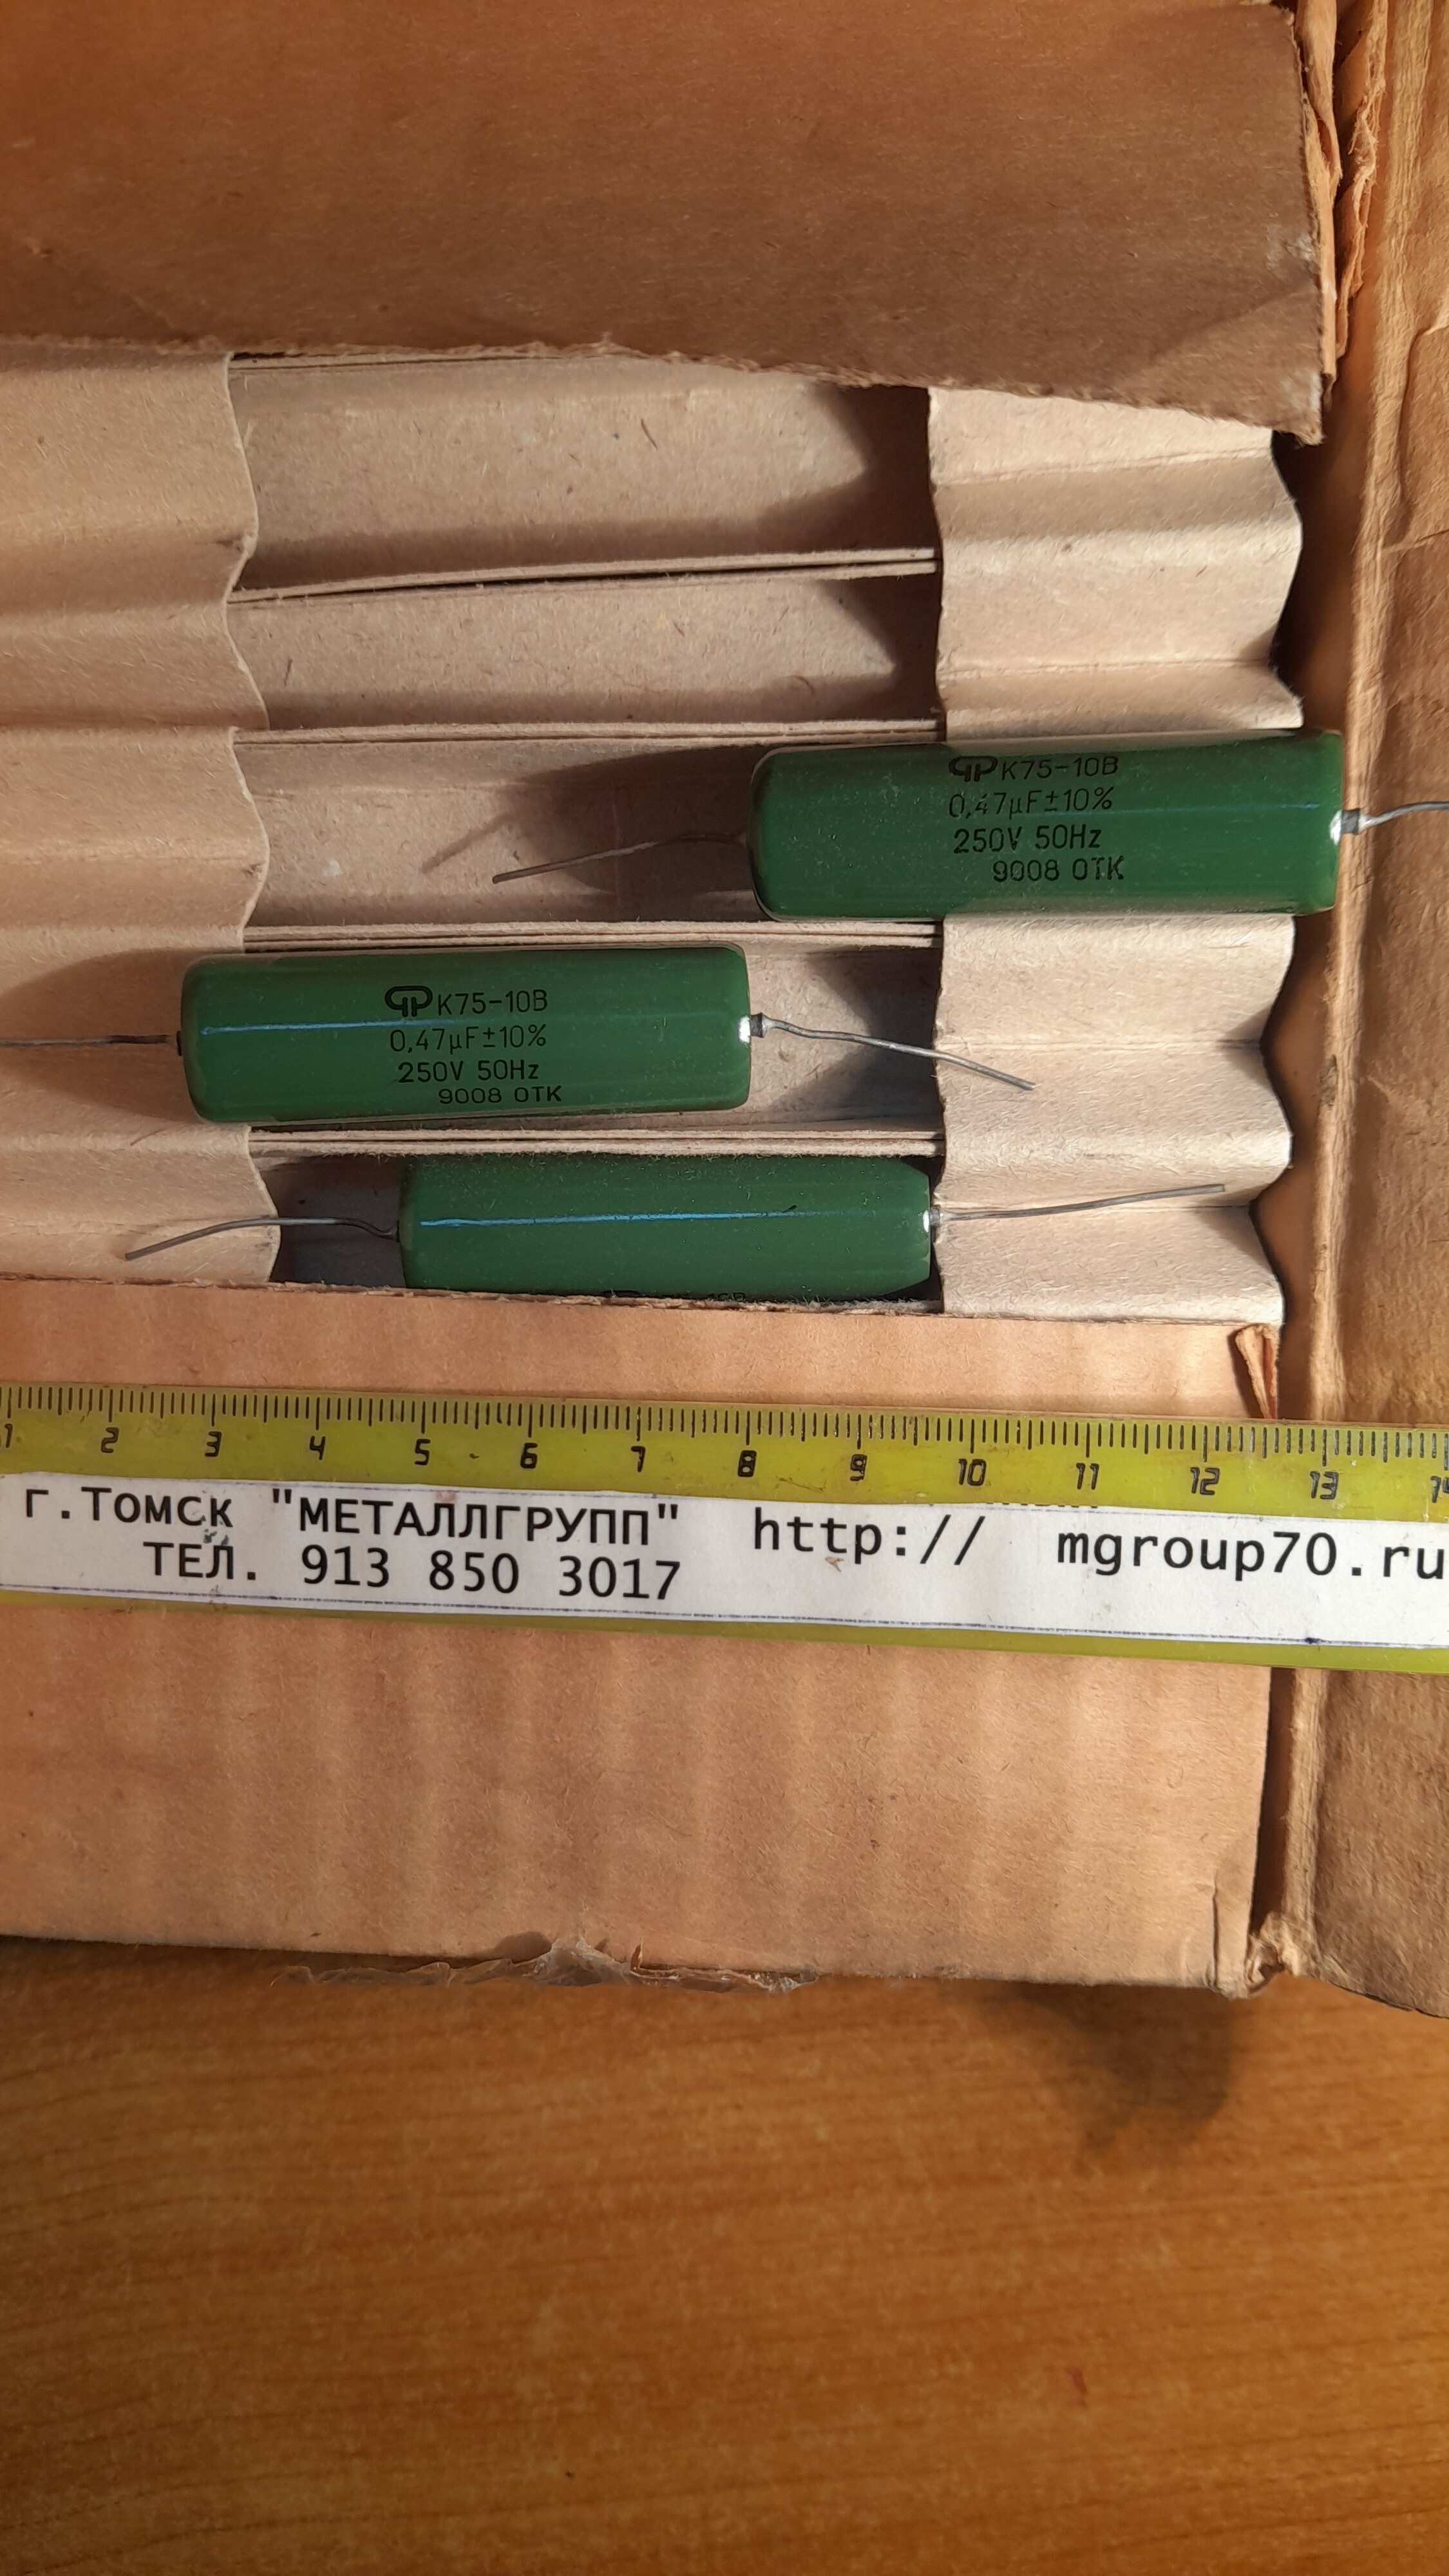 К75-10В
0,47µF±10%
250V 50Hz
9008 ОТК
К75-10В
0,47µF±10%
250V 50Hz
9008 ОТК
1 2 3 4 5 6 7 8 9 10 11 12 13 14
г.Томск "МЕТАЛЛГРУПП" http:// mgroup70.ru
ТЕЛ. 913 850 3017